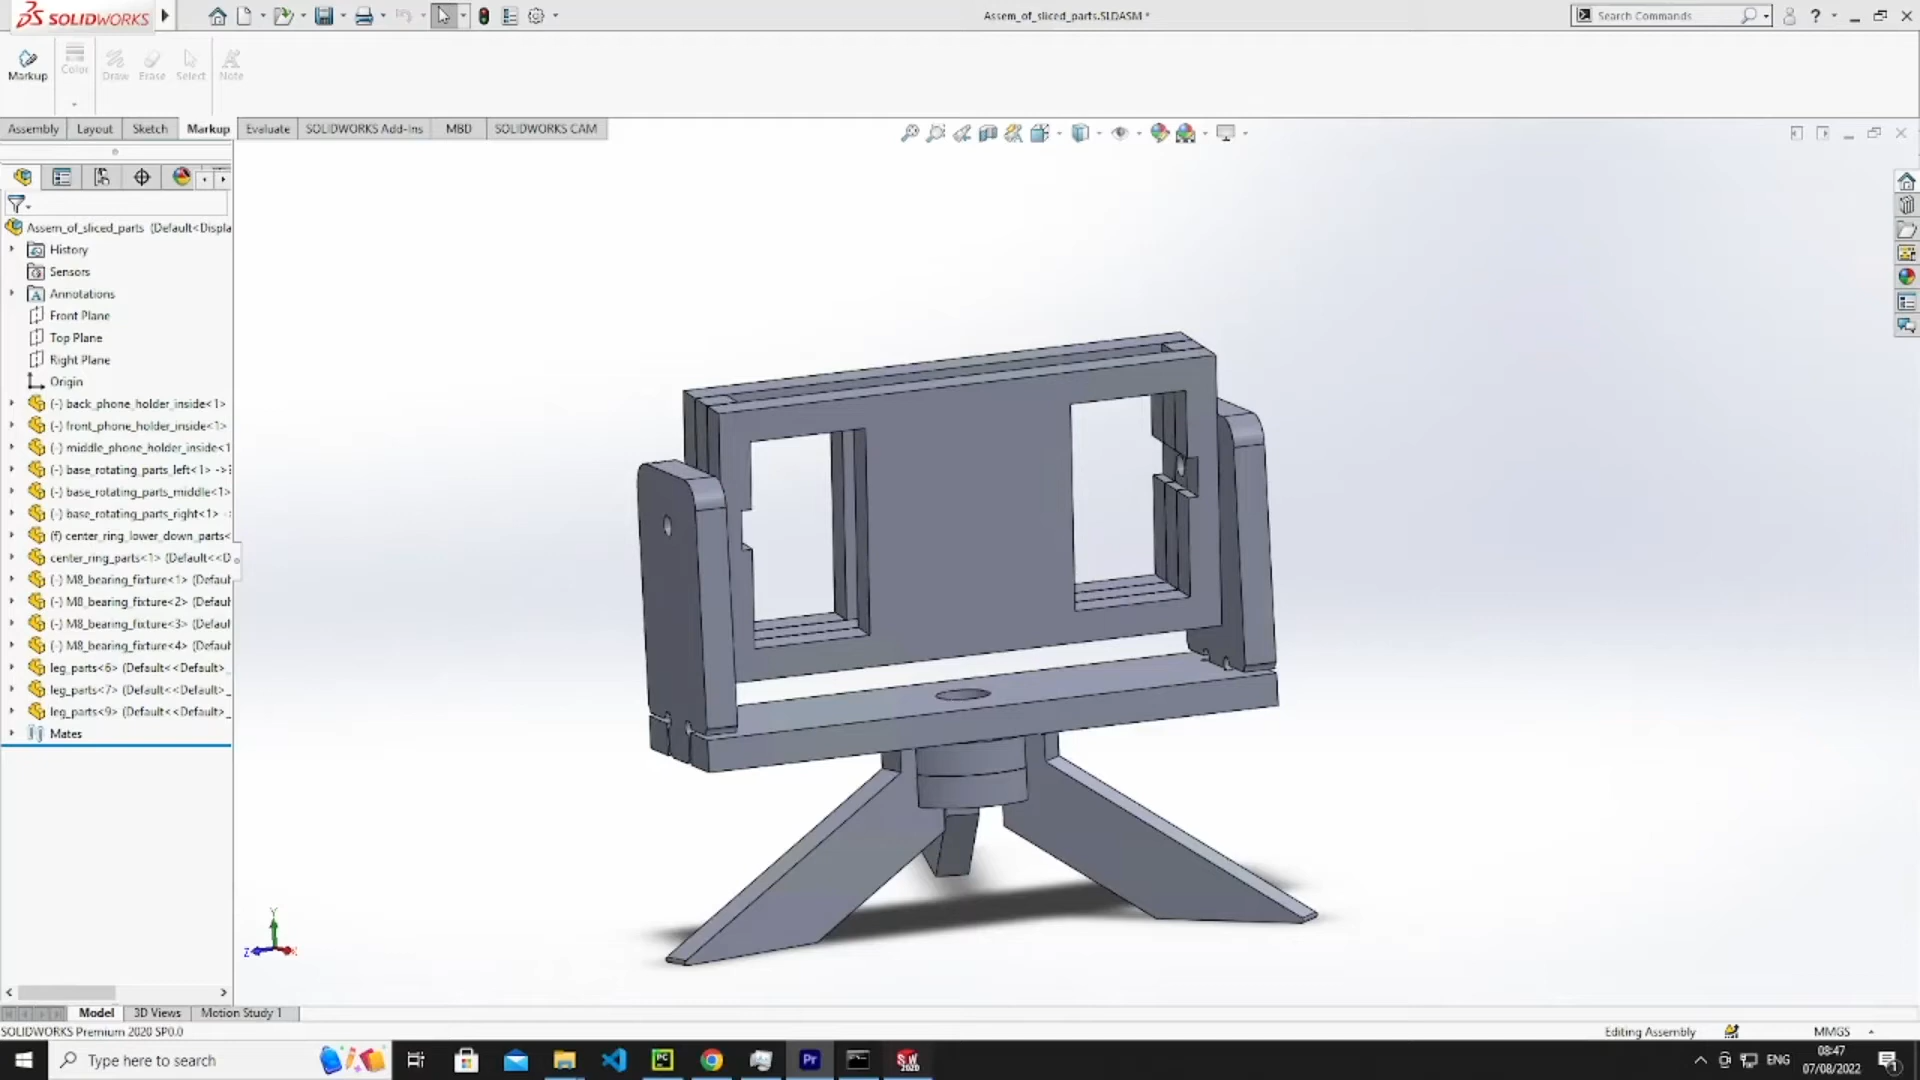 SOLIDWORKS
Assem_of_sliced_parts.SLDASM *
Search Commands
Markup
Color
Draw
Erase
Select
Note
Assembly
Layout
Sketch
Markup
Evaluate
SOLIDWORKS Add-Ins
MBD
SOLIDWORKS CAM
Assem_of_sliced_parts (Default<Displa
History
Sensors
Annotations
Front Plane
Top Plane
Right Plane
Origin
(-) back_phone_holder_inside<1>
(-) front_phone_holder_inside<1>
(-) middle_phone_holder_inside<1
(-) base_rotating_parts_left<1> ->
(-) base_rotating_parts_middle<1>
(-) base_rotating_parts_right<1> -
(f) center_ring_lower_down_parts<
center_ring_parts<1> (Default<<D
(-) M8_bearing_fixture<1> (Defaul
(-) M8_bearing_fixture<2> (Defaul
(-) M8_bearing_fixture<3> (Defaul
(-) M8_bearing_fixture<4> (Defaul
leg_parts<6> (Default<<Default>_
leg_parts<7> (Default<<Default>_
leg_parts<9> (Default<<Default>_
Mates
Y
Z
Model
3D Views
Motion Study 1
SOLIDWORKS Premium 2020 SP0.0
Editing Assembly
MMGS
Type here to search
PC
Pr
SW
2020
ENG
08:47
07/08/2022
1